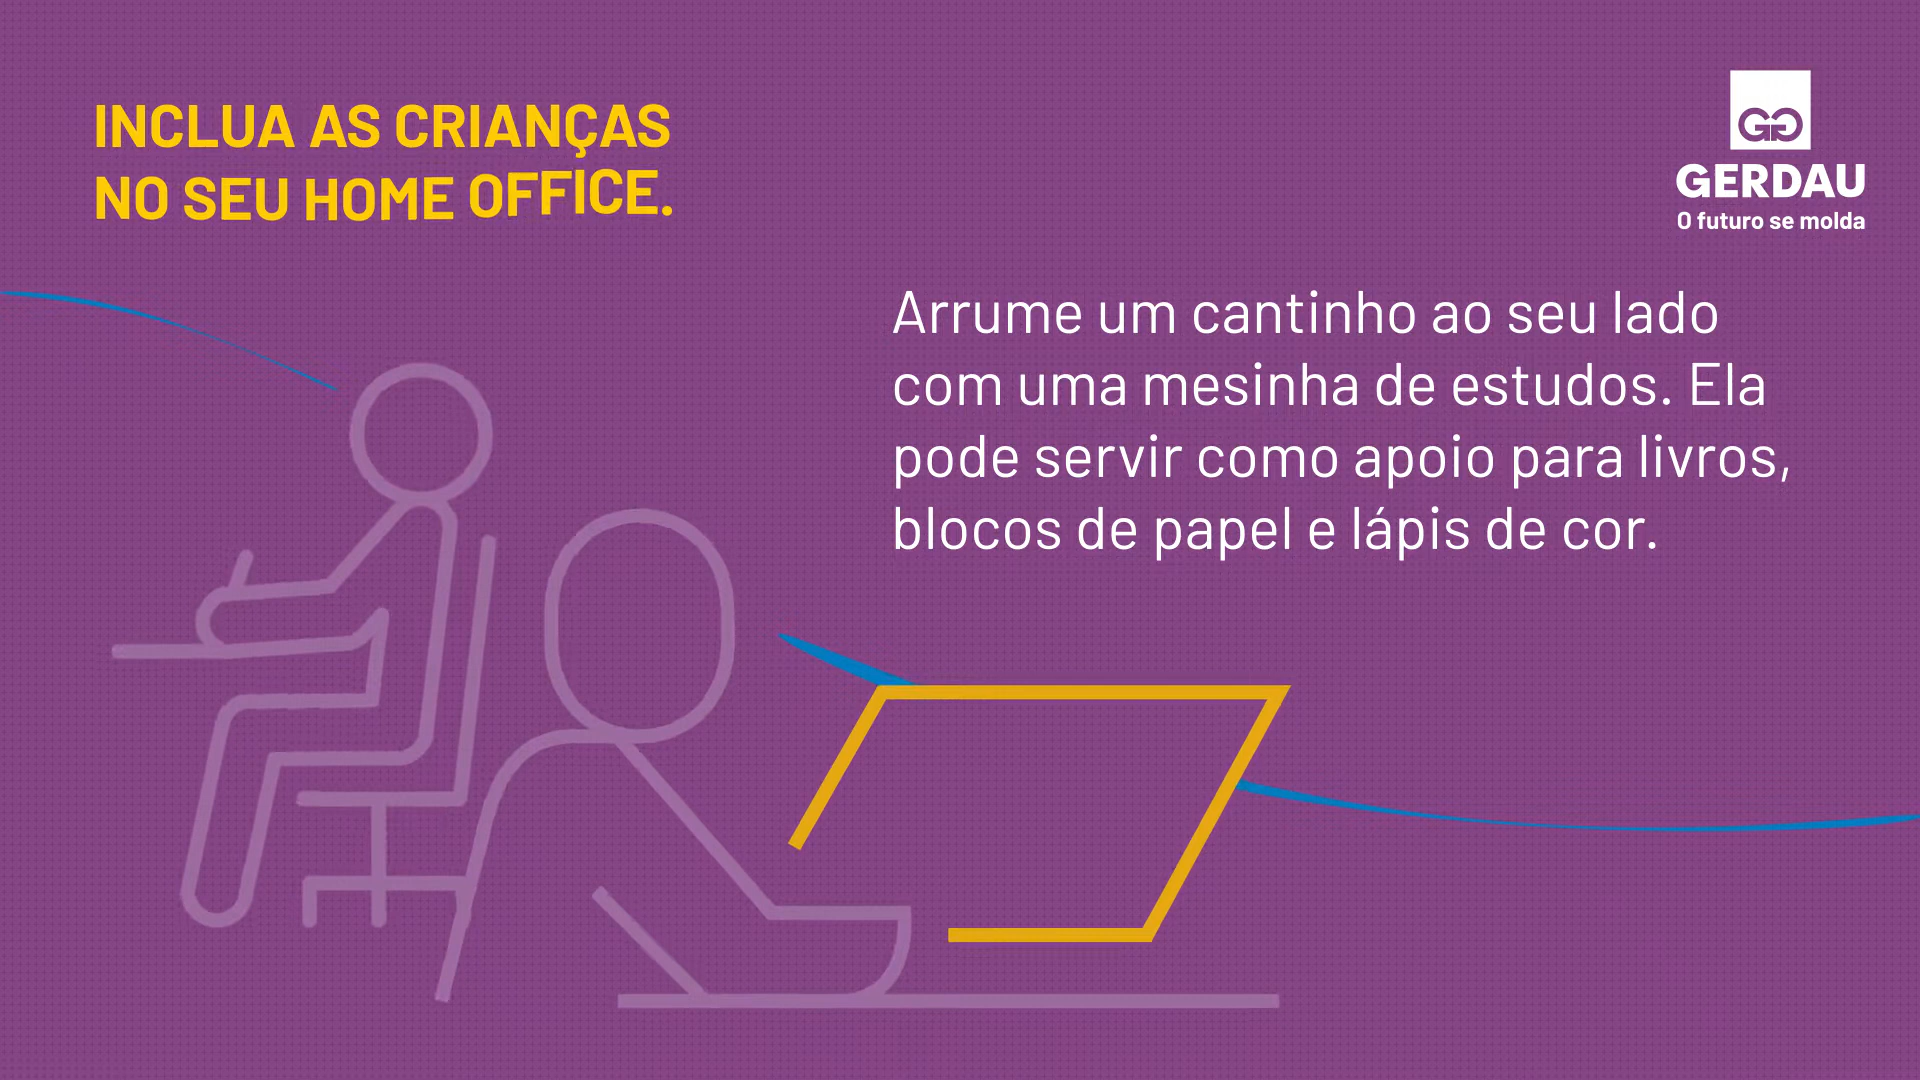 INCLUA AS CRIANÇAS
NO SEU HOME OFFICE.
GERDAU
O futuro se molda
Arrume um cantinho ao seu lado
com uma mesinha de estudos. Ela
pode servir como apoio para livros,
blocos de papel e lápis de cor.